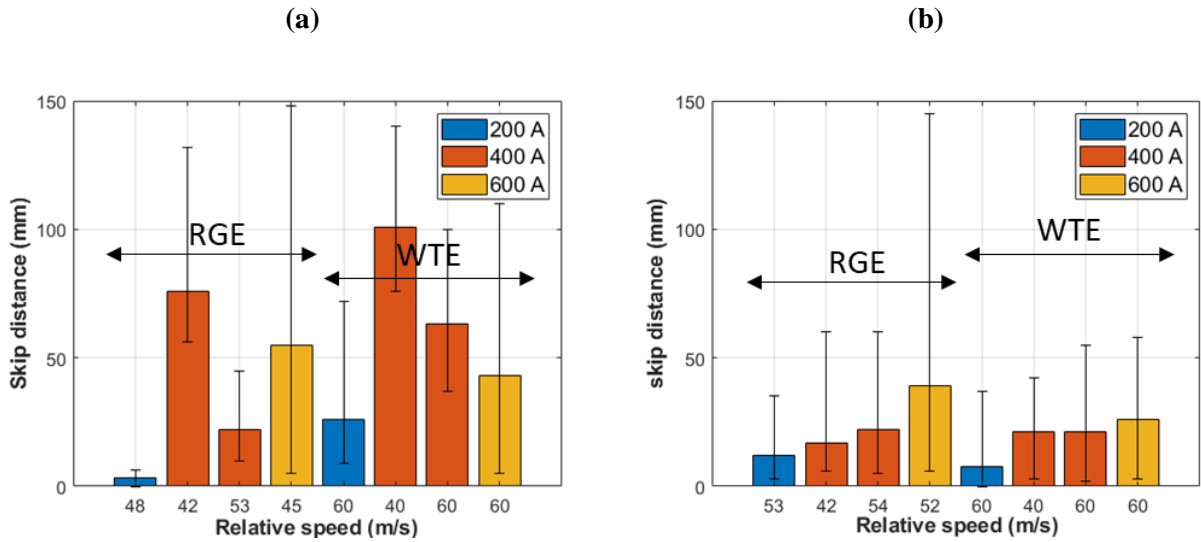 (a)
150
100
50
0
Skip distance (mm)
200 A
400 A
600 A
RGE
WTE
48 42 53 45 60 40 60 60
Relative speed (m/s)
(b)
150
100
50
0
skip distance (mm)
200 A
400 A
600 A
WTE
RGE
53 42 54 52 60 40 60 60
Relative speed (m/s)